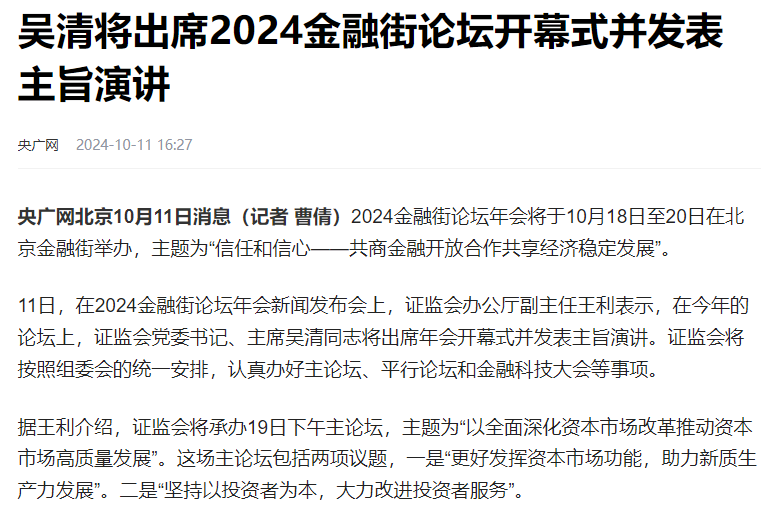 吴清将出席2024金融街论坛开幕式并发表
主旨演讲
央广网 2024-10-11 16:27
央广网北京10月11日消息（记者 曹倩）2024金融街论坛年会将于10月18日至20日在北
京金融街举办，主题为“信任和信心——共商金融开放合作共享经济稳定发展”。
11日，在2024金融街论坛年会新闻发布会上，证监会办公厅副主任王利表示，在今年的
论坛上，证监会党委书记、主席吴清同志将出席年会开幕式并发表主旨演讲。证监会将
按照组委会的统一安排，认真办好主论坛、平行论坛和金融科技大会等事项。
据王利介绍，证监会将承办19日下午主论坛，主题为“以全面深化资本市场改革推动资本
市场高质量发展”。这场主论坛包括两项议题，一是“更好发挥资本市场功能，助力新质生
产力发展”。二是“坚持以投资者为本，大力改进投资者服务”。